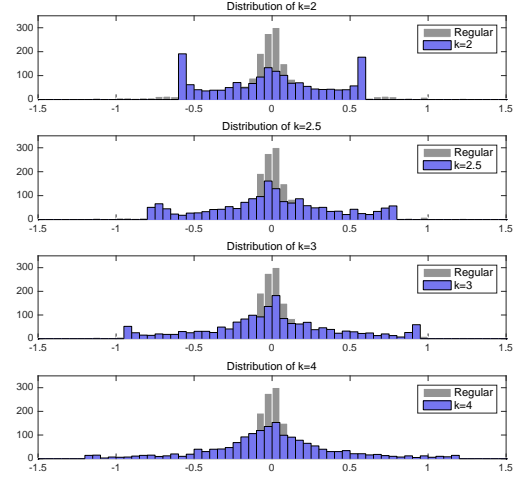 Distribution of k=2
300
200
100
0
Regular
k=2
-1.5 -1 -0.5 0 0.5 1 1.5
Distribution of k=2.5
300
200
100
0
Regular
k=2.5
-1.5 -1 -0.5 0 0.5 1 1.5
Distribution of k=3
300
200
100
0
Regular
k=3
-1.5 -1 -0.5 0 0.5 1 1.5
Distribution of k=4
300
200
100
0
Regular
k=4
-1.5 -1 -0.5 0 0.5 1 1.5